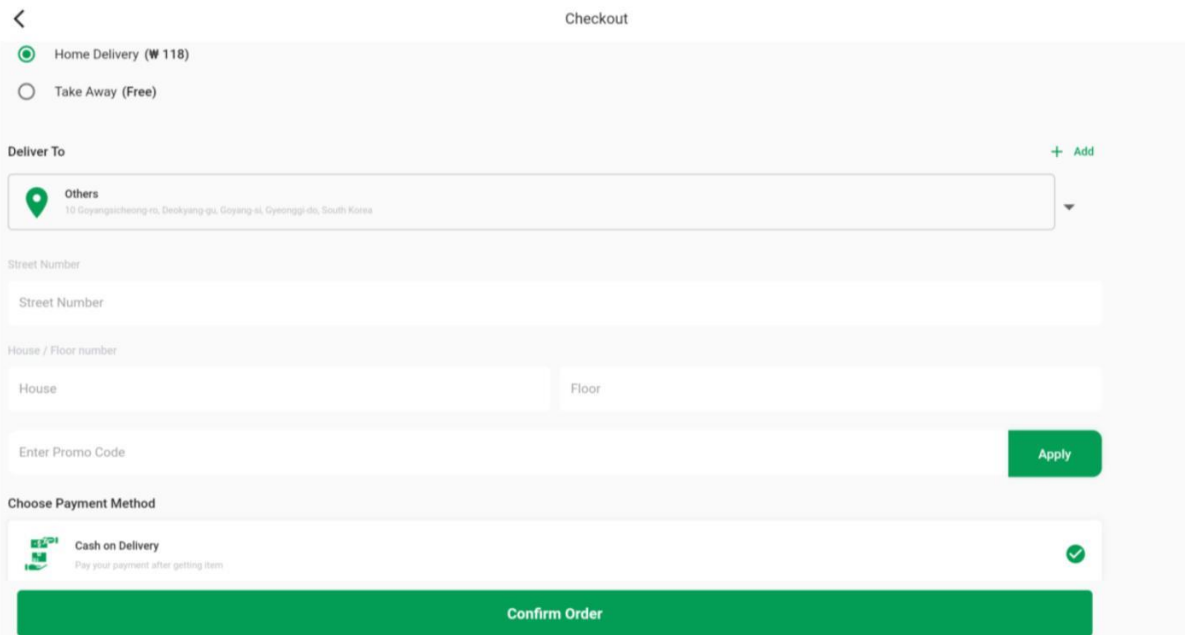 Checkout
Home Delivery (₩ 118)
Take Away (Free)
Deliver To
+ Add
Others
10 Goyangsicheong-ro, Deokyang-gu, Goyang-si, Gyeonggi-do, South Korea
Street Number
Street Number
House / Floor number
House
Floor
Enter Promo Code
Apply
Choose Payment Method
Cash on Delivery
Pay your payment after getting item
Confirm Order